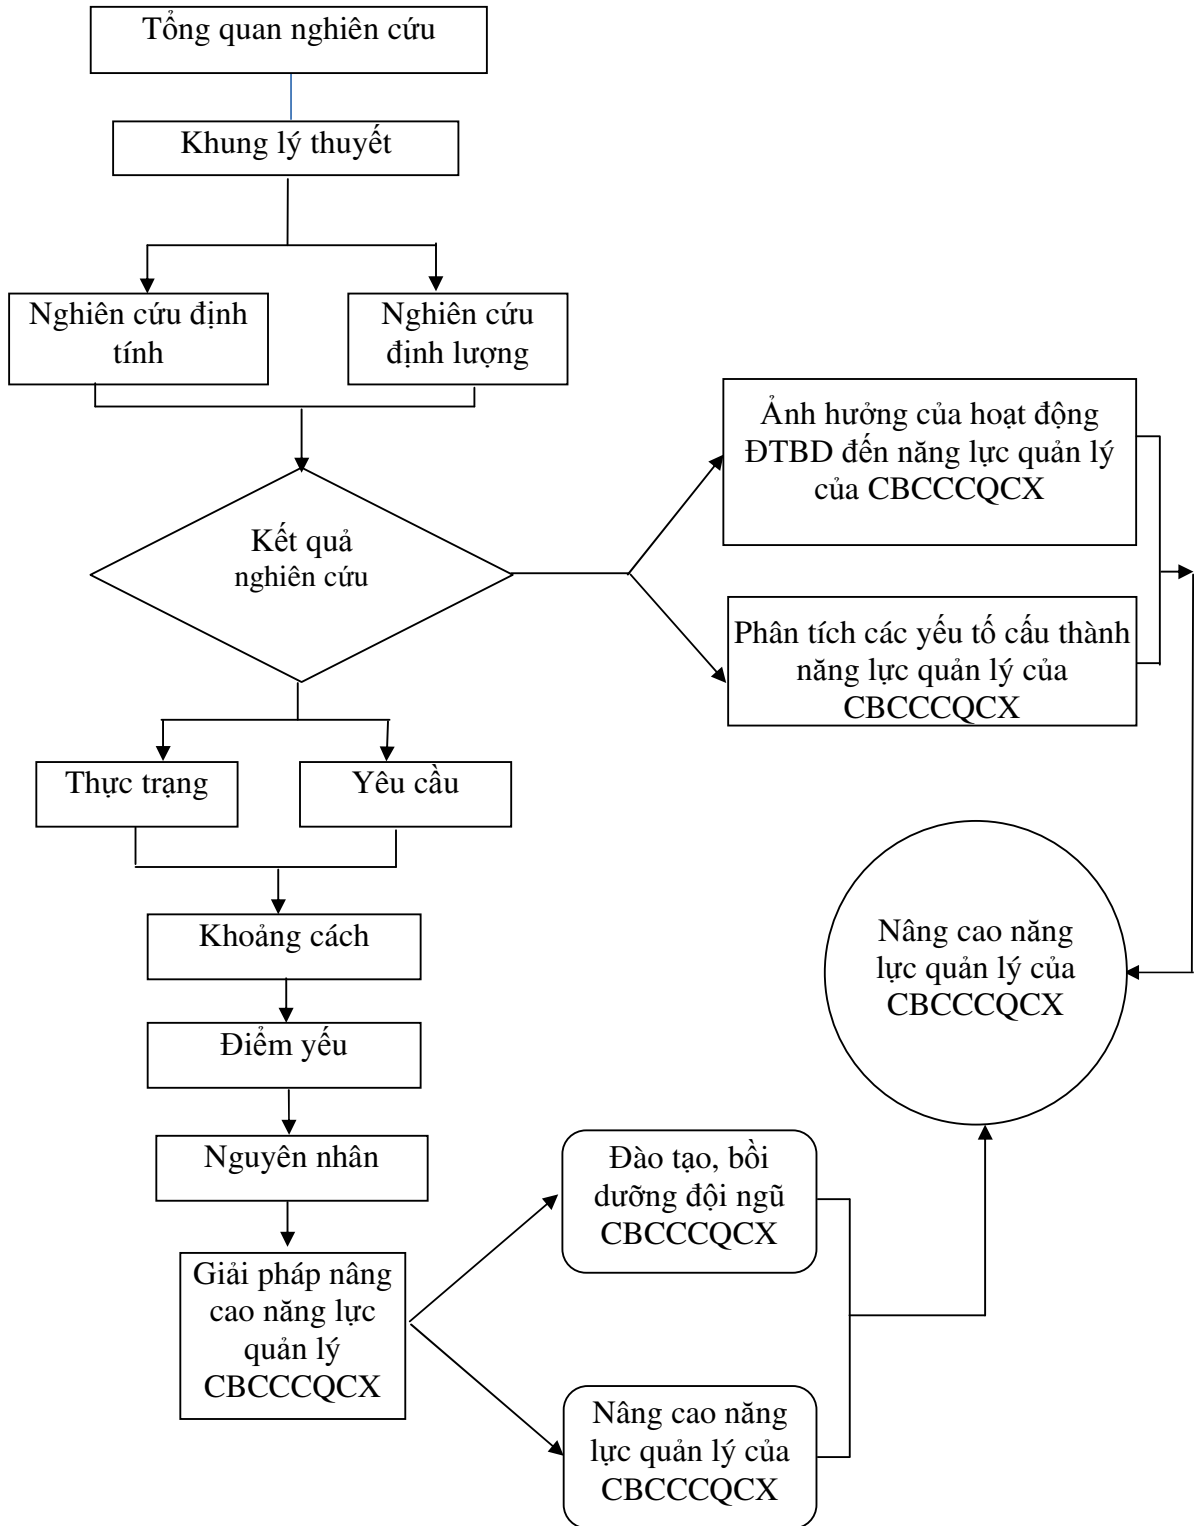 Tổng quan nghiên cứu
Khung lý thuyết
Nghiên cứu định
tính
Nghiên cứu
định lượng
Ảnh hưởng của hoạt động
ĐTBD đến năng lực quản lý
của CBCCCQCX
Kết quả
nghiên cứu
Phân tích các yếu tố cấu thành
năng lực quản lý của
CBCCCQCX
Thực trạng
Yêu cầu
Khoảng cách
Điểm yếu
Nguyên nhân
Giải pháp nâng
cao năng lực
quản lý
CBCCCQCX
Đào tạo, bồi
dưỡng đội ngũ
CBCCCQCX
Nâng cao năng
lực quản lý của
CBCCCQCX
Nâng cao năng
lực quản lý của
CBCCCQCX